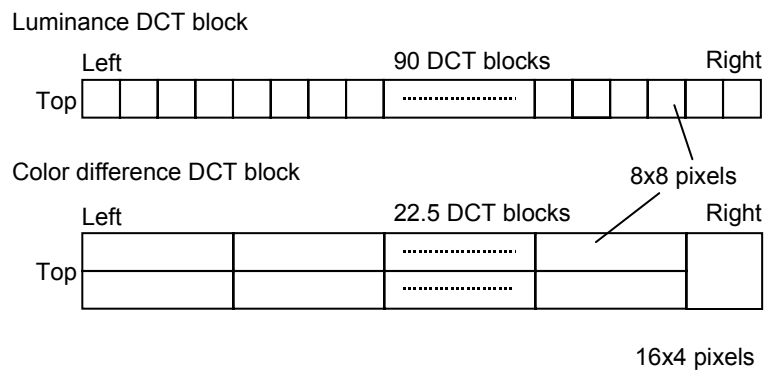 Luminance DCT block
Left 90 DCT blocks Right
Top
8x8 pixels
Color difference DCT block
Left 22.5 DCT blocks Right
Top
16x4 pixels